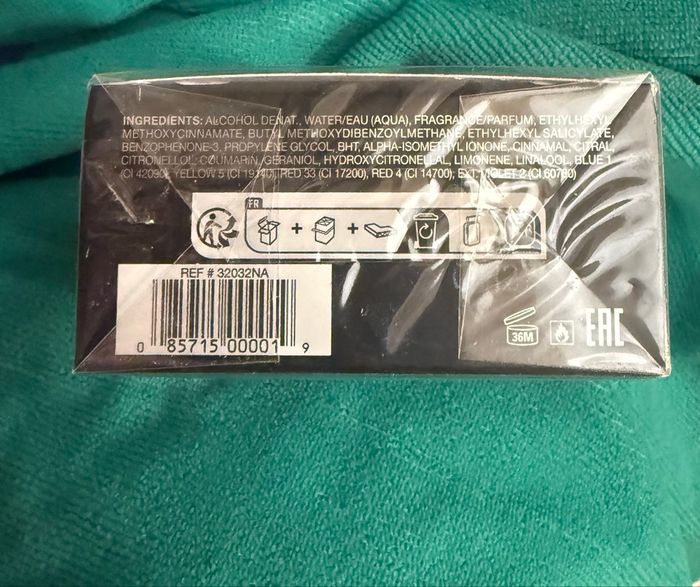 INGREDIENTS: ALCOHOL DENAT., WATER/EAU (AQUA), FRAGRANCE/PARFUM, ETHYLHEXYL
METHOXYCINNAMATE, BUTYL METHOXYDIBENZOYLMETHANE, ETHYLHEXYL SALICYLATE,
BENZOPHENONE-3, PROPYLENE GLYCOL, BHT, ALPHA-ISOMETHYL IONONE, CINNAMAL, CITRAL,
CITRONELLOL, COUMARIN, GERANIOL, HYDROXYCITRONELLAL, LIMONENE, LINALOOL, BLUE 1
(CI 42090), YELLOW 5 (CI 19140), RED 33 (CI 17200), RED 4 (CI 14700), EXT. VIOLET 2 (CI 60730)
FR
+ +
REF # 32032NA
0 85715 00001 9
36M
EAC